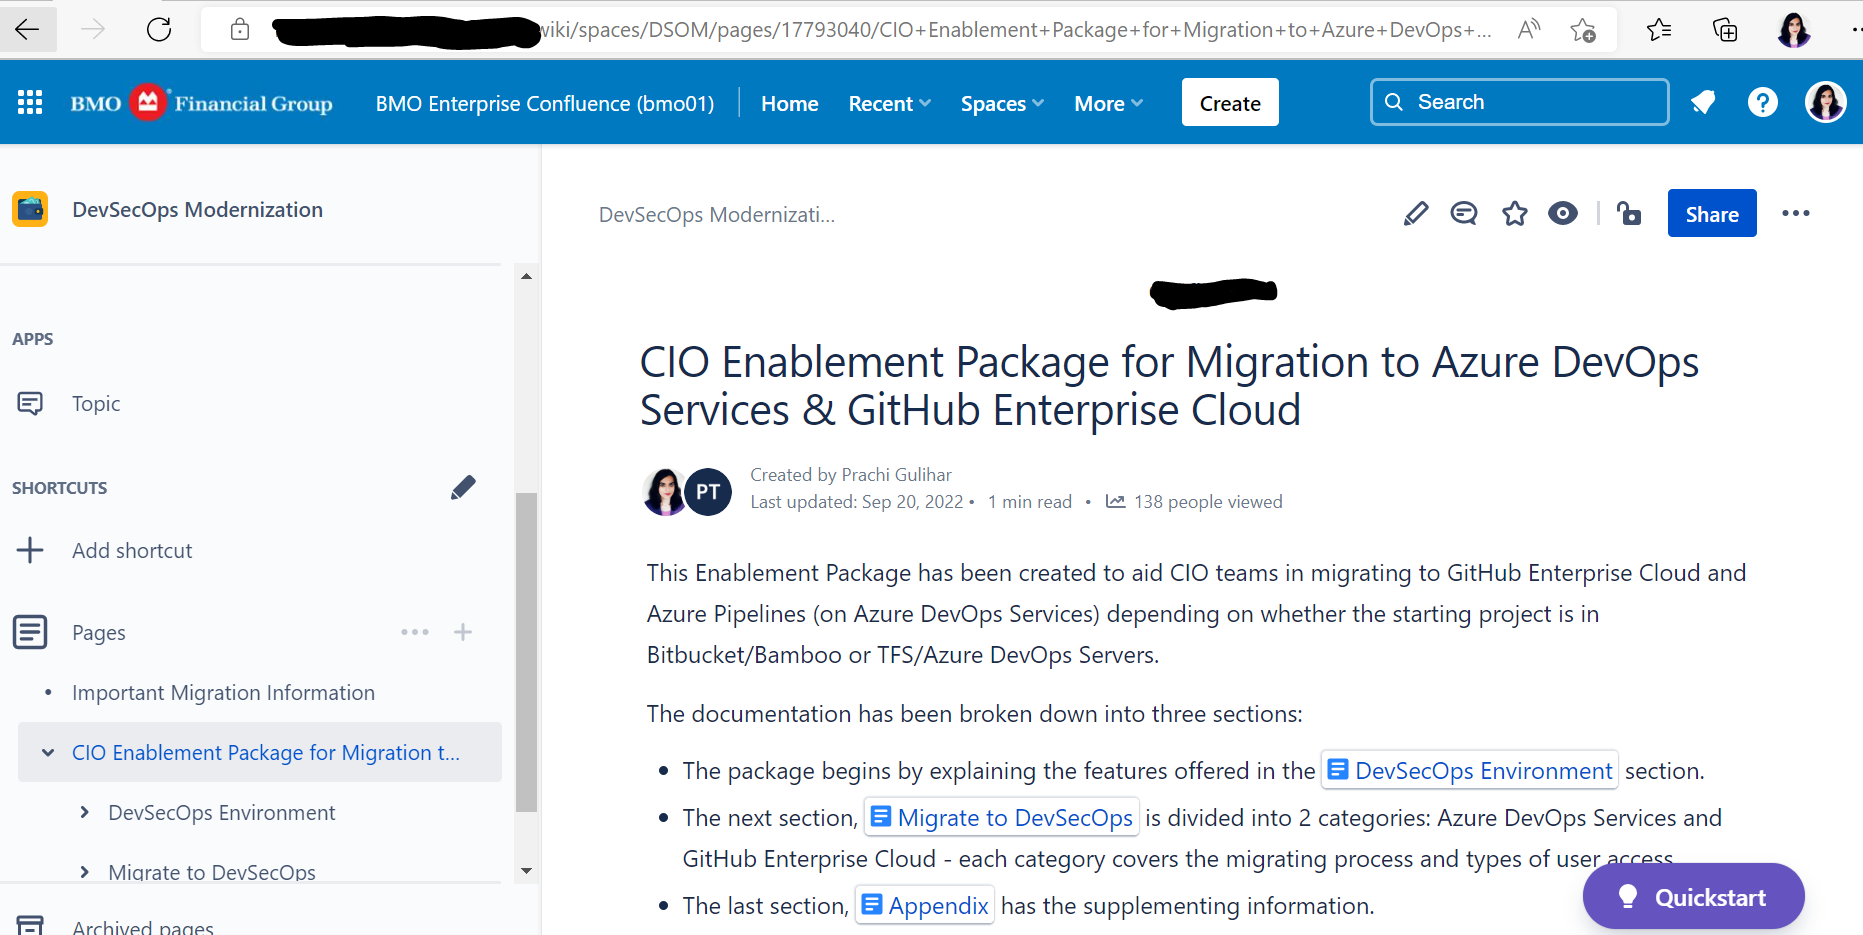 wiki/spaces/DSOM/pages/17793040/CIO+Enablement+Package+for+Migration+to+Azure+DevOps+...
BMO Financial Group
BMO Enterprise Confluence (bmo01)
Home
Recent
Spaces
More
Create
Search
DevSecOps Modernization
APPS
Topic
SHORTCUTS
Add shortcut
Pages
• Important Migration Information
CIO Enablement Package for Migration t...
DevSecOps Environment
Migrate to DevSecOps
Archived pages
DevSecOps Modernizati...
Share
CIO Enablement Package for Migration to Azure DevOps
Services & GitHub Enterprise Cloud
PT
Created by Prachi Gulihar
Last updated: Sep 20, 2022 • 1 min read • 138 people viewed
This Enablement Package has been created to aid CIO teams in migrating to GitHub Enterprise Cloud and
Azure Pipelines (on Azure DevOps Services) depending on whether the starting project is in
Bitbucket/Bamboo or TFS/Azure DevOps Servers.
The documentation has been broken down into three sections:
• The package begins by explaining the features offered in the DevSecOps Environment section.
• The next section, Migrate to DevSecOps is divided into 2 categories: Azure DevOps Services and
GitHub Enterprise Cloud - each category covers the migrating process and types of user access
• The last section, Appendix has the supplementing information.
Quickstart